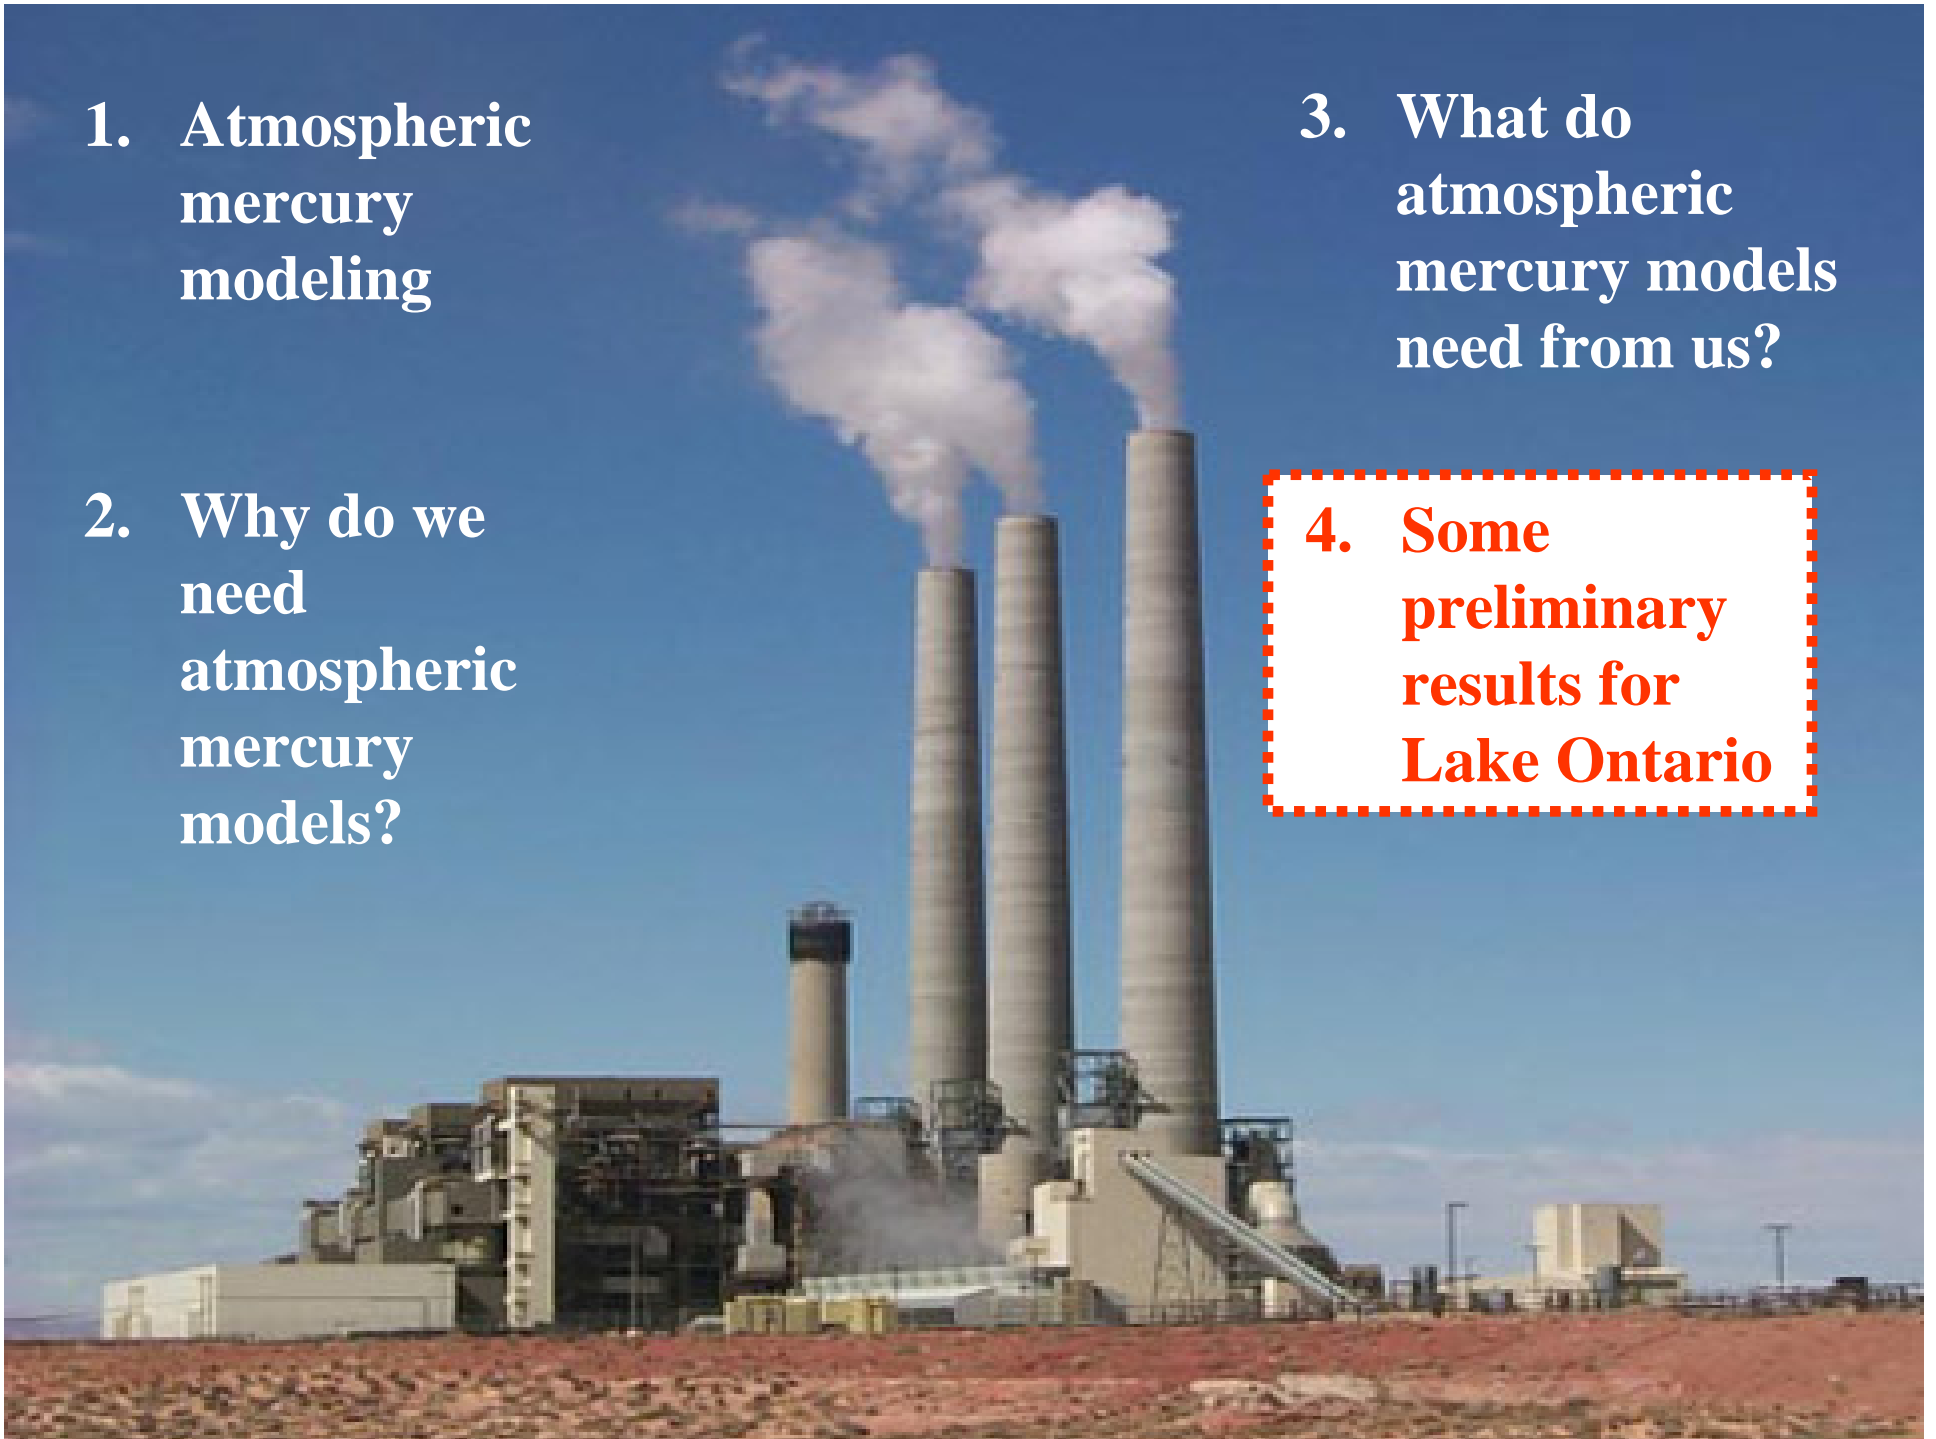 1. Atmospheric
mercury
modeling
2. Why do we
need
atmospheric
mercury
models?
3. What do
atmospheric
mercury models
need from us?
4. Some
preliminary
results for
Lake Ontario